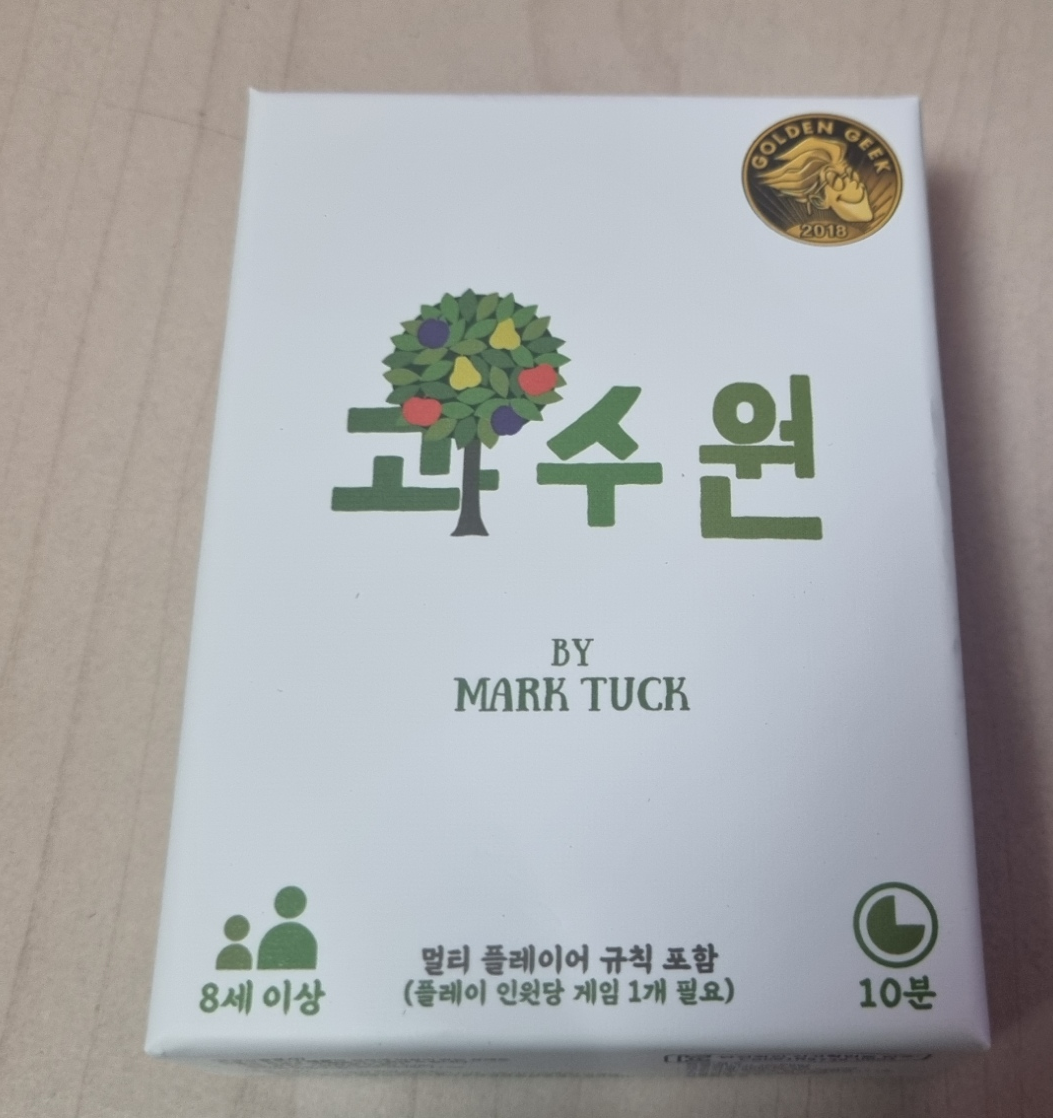 GOLDEN GEEK
2018
과수원
BY
MARK TUCK
8세 이상
멀티 플레이어 규칙 포함
(플레이 인원당 게임 1개 필요)
10분